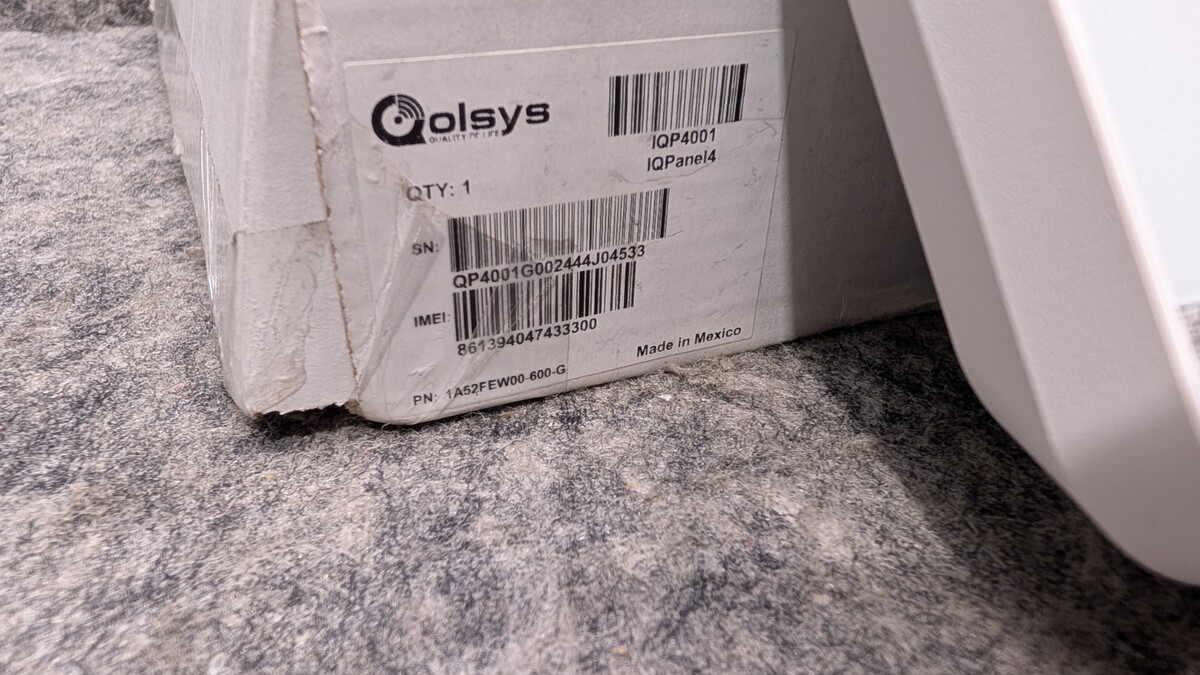 Qolsys
QUALITY OF LIFE
IQP4001
IQPanel4
QTY: 1
SN:
QP4001G002444J04533
IMEI:
861394047433300
PN: 1A52FEW00-600-G
Made in Mexico